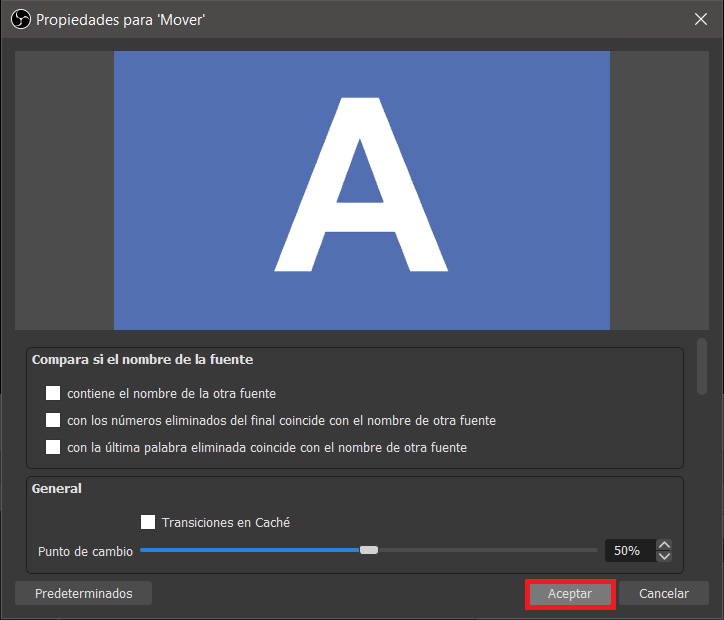 Propiedades para 'Mover'
A
Compara si el nombre de la fuente
contiene el nombre de la otra fuente
con los números eliminados del final coincide con el nombre de otra fuente
con la última palabra eliminada coincide con el nombre de otra fuente
General
Transiciones en Caché
Punto de cambio 50%
Predeterminados Aceptar Cancelar